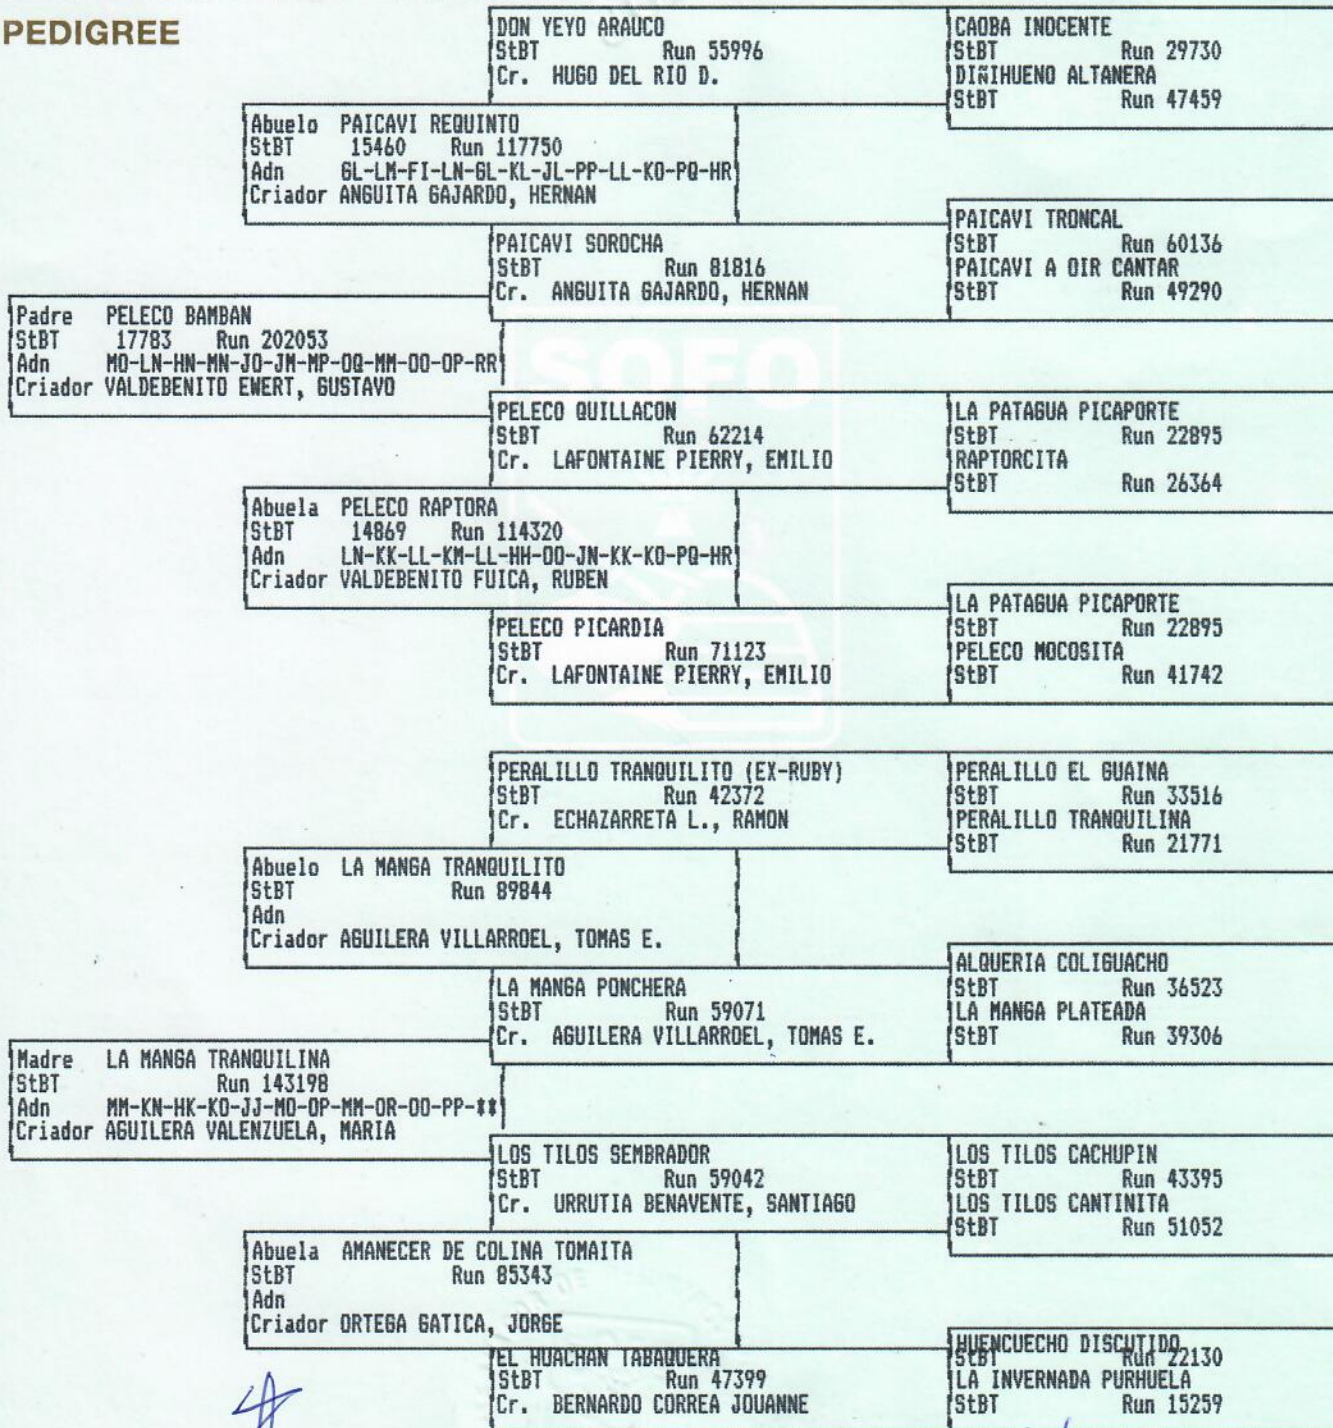 PEDIGREE
DON YEYO ARAUCO
StBT Run 55996
Cr. HUGO DEL RIO D.
CAOBA INOCENTE
StBT Run 29730
DIÑIHUENO ALTANERA
StBT Run 47459
Abuelo PAICAVI REQUINTO
StBT 15460 Run 117750
Adn GL-LM-FI-LN-GL-KL-JL-PP-LL-KO-PQ-HR
Criador ANGUITA GAJARDO, HERNAN
PAICAVI SOROCHA
StBT Run 81816
Cr. ANGUITA GAJARDO, HERNAN
PAICAVI TRONCAL
StBT Run 60136
PAICAVI A OIR CANTAR
StBT Run 49290
Padre PELECO BAMBAN
StBT 17783 Run 202053
Adn MO-LN-HN-MN-JO-JM-MP-OQ-MM-OO-OP-RR
Criador VALDEBENITO EWERT, GUSTAVO
SOFO
PELECO QUILLACON
StBT Run 62214
Cr. LAFONTAINE PIERRY, EMILIO
LA PATAGUA PICAPORTE
StBT Run 22895
RAPTORCITA
StBT Run 26364
Abuela PELECO RAPTORA
StBT 14869 Run 114320
Adn LN-KK-LL-KM-LL-HH-OO-JN-KK-KO-PQ-HR
Criador VALDEBENITO FUICA, RUBEN
PELECO PICARDIA
StBT Run 71123
Cr. LAFONTAINE PIERRY, EMILIO
LA PATAGUA PICAPORTE
StBT Run 22895
PELECO MOCOSITA
StBT Run 41742
PERALILLO TRANQUILITO (EX-RUBY)
StBT Run 42372
Cr. ECHAZARRETA L., RAMON
PERALILLO EL GUAINA
StBT Run 33516
PERALILLO TRANQUILINA
StBT Run 21771
Abuelo LA MANGA TRANQUILITO
StBT Run 89844
Adn
Criador AGUILERA VILLARROEL, TOMAS E.
LA MANGA PONCHERA
StBT Run 59071
Cr. AGUILERA VILLARROEL, TOMAS E.
ALQUERIA COLIGUACHO
StBT Run 36523
LA MANGA PLATEADA
StBT Run 39306
Madre LA MANGA TRANQUILINA
StBT Run 143198
Adn MM-KN-HK-KO-JJ-MO-OP-MM-OR-OO-PP-**
Criador AGUILERA VALENZUELA, MARIA
LOS TILOS SEMBRADOR
StBT Run 59042
Cr. URRUTIA BENAVENTE, SANTIAGO
LOS TILOS CACHUPIN
StBT Run 43395
LOS TILOS CANTINITA
StBT Run 51052
Abuela AMANECER DE COLINA TOMAITA
StBT Run 85343
Adn
Criador ORTEGA GATICA, JORGE
EL HUACHAN TABAQUERA
StBT Run 47399
Cr. BERNARDO CORREA JOUANNE
HUENCUECHO DISCUTIDO
StBT Run 22130
LA INVERNADA PURHUELA
StBT Run 15259